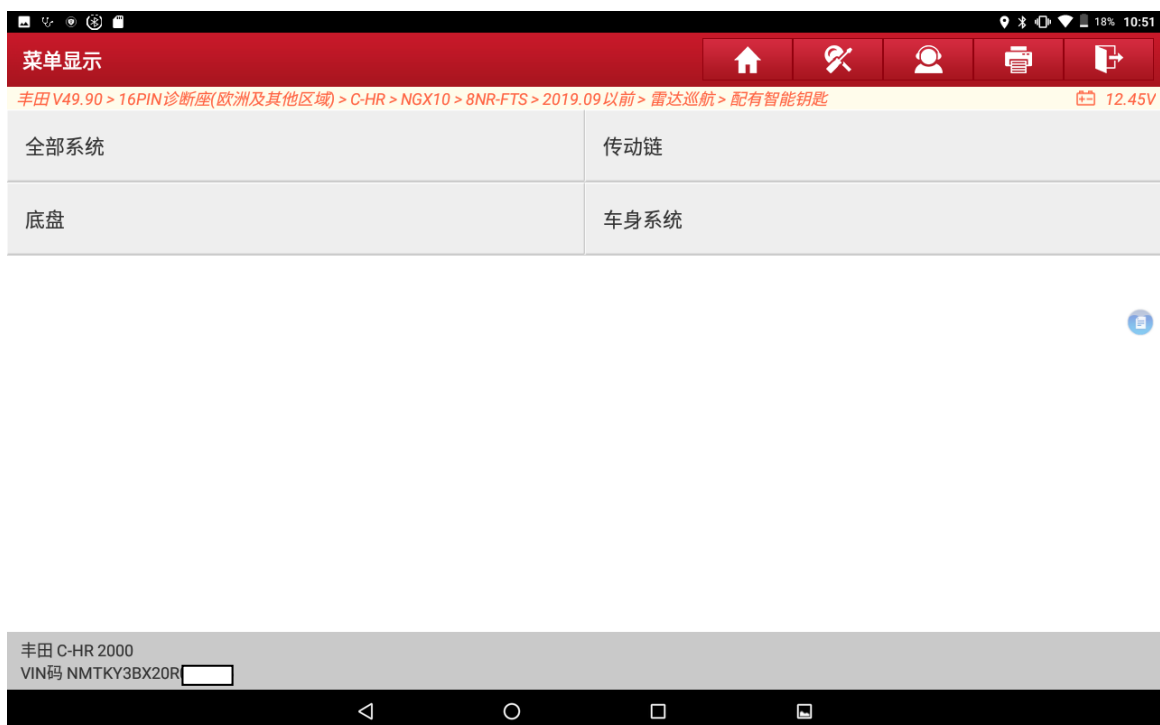 18% 10:51
菜单显示
丰田 V49.90 > 16PIN诊断座(欧洲及其他区域) > C-HR > NGX10 > 8NR-FTS > 2019.09以前 > 雷达巡航 > 配有智能钥匙 12.45V
全部系统 传动链
底盘 车身系统
丰田 C-HR 2000
VIN码 NMTKY3BX20R